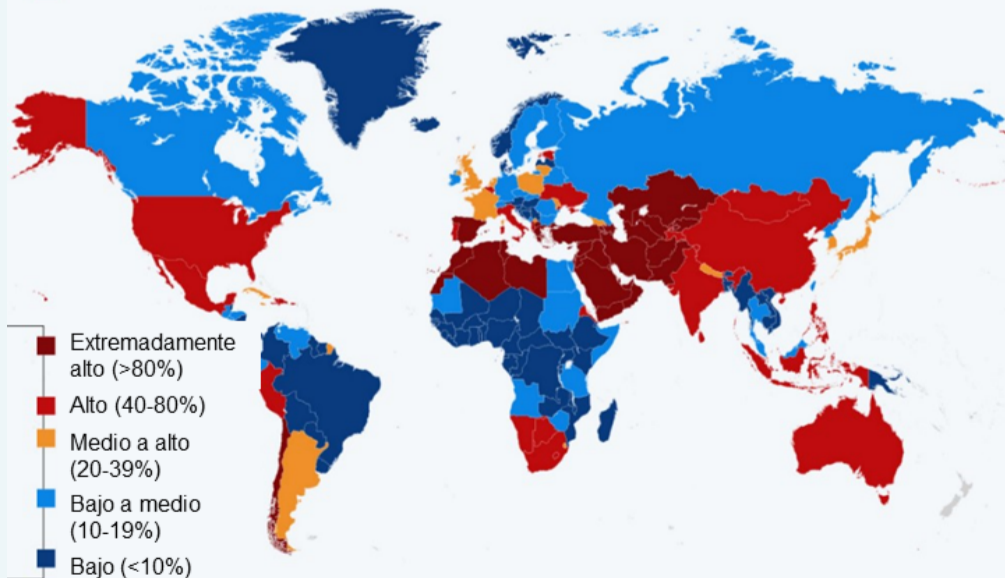 Extremadamente
alto (>80%)
Alto (40-80%)
Medio a alto
(20-39%)
Bajo a medio
(10-19%)
Bajo (<10%)